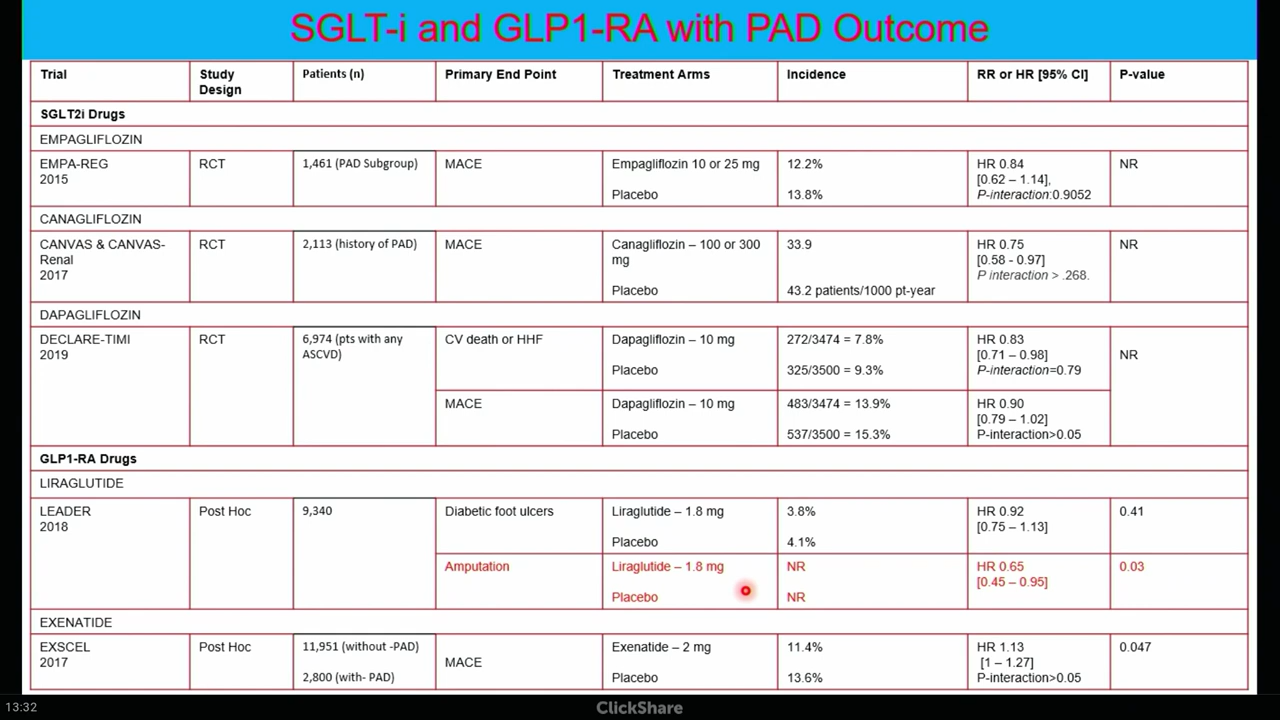 SGLT-i and GLP1-RA with PAD Outcome
Trial
Study Design
Patients (n)
Primary End Point
Treatment Arms
Incidence
RR or HR [95% CI]
P-value
SGLT2i Drugs
EMPAGLIFLOZIN
EMPA-REG
2015
RCT
1,461 (PAD Subgroup)
MACE
Empagliflozin 10 or 25 mg
Placebo
12.2%
13.8%
HR 0.84
[0.62 – 1.14],
P-interaction:0.9052
NR
CANAGLIFLOZIN
CANVAS & CANVAS-
Renal
2017
RCT
2,113 (history of PAD)
MACE
Canagliflozin – 100 or 300
mg
Placebo
33.9
43.2 patients/1000 pt-year
HR 0.75
[0.58 - 0.97]
P interaction > .268.
NR
DAPAGLIFLOZIN
DECLARE-TIMI
2019
RCT
6,974 (pts with any
ASCVD)
CV death or HHF
Dapagliflozin – 10 mg
Placebo
272/3474 = 7.8%
325/3500 = 9.3%
HR 0.83
[0.71 – 0.98]
P-interaction=0.79
NR
MACE
Dapagliflozin – 10 mg
Placebo
483/3474 = 13.9%
537/3500 = 15.3%
HR 0.90
[0.79 – 1.02]
P-interaction>0.05
GLP1-RA Drugs
LIRAGLUTIDE
LEADER
2018
Post Hoc
9,340
Diabetic foot ulcers
Liraglutide – 1.8 mg
Placebo
3.8%
4.1%
HR 0.92
[0.75 – 1.13]
0.41
Amputation
Liraglutide – 1.8 mg
Placebo
NR
NR
HR 0.65
[0.45 – 0.95]
0.03
EXENATIDE
EXSCEL
2017
Post Hoc
11,951 (without -PAD)
2,800 (with- PAD)
MACE
Exenatide – 2 mg
Placebo
11.4%
13.6%
HR 1.13
[1 – 1.27]
P-interaction>0.05
0.047
13:32
ClickShare